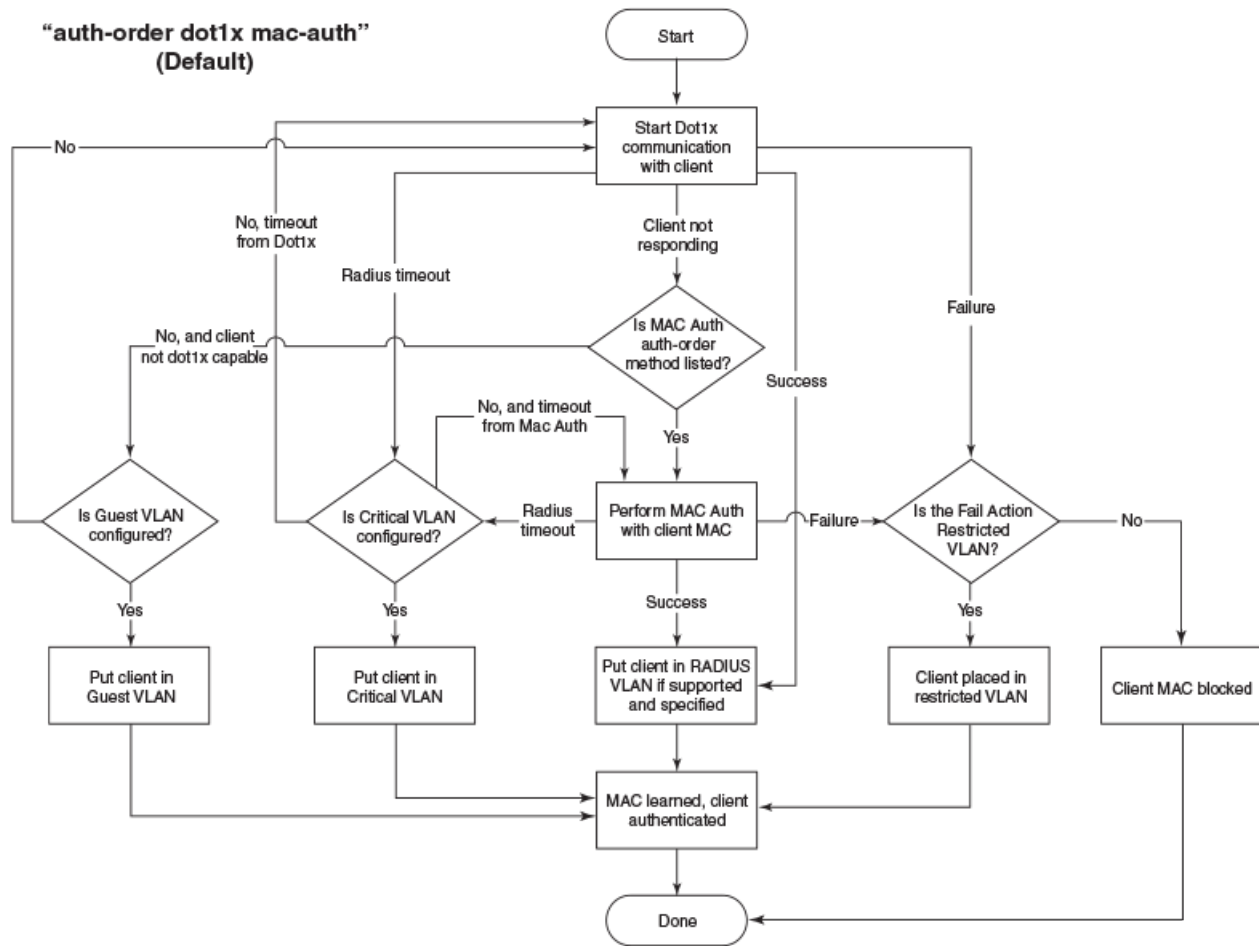 “auth-order dot1x mac-auth”
(Default)
Start
Start Dot1x
communication
with client
No
No, timeout
from Dot1x
Radius timeout
Client not
responding
Failure
Success
No, and client
not dot1x capable
Is MAC Auth
auth-order
method listed?
No, and timeout
from Mac Auth
Yes
Is Guest VLAN
configured?
Is Critical VLAN
configured?
Radius
timeout
Perform MAC Auth
with client MAC
Failure
Is the Fail Action
Restricted
VLAN?
No
Yes
Yes
Success
Yes
Put client in
Guest VLAN
Put client in
Critical VLAN
Put client in RADIUS
VLAN if supported
and specified
Client placed in
restricted VLAN
Client MAC blocked
MAC learned, client
authenticated
Done